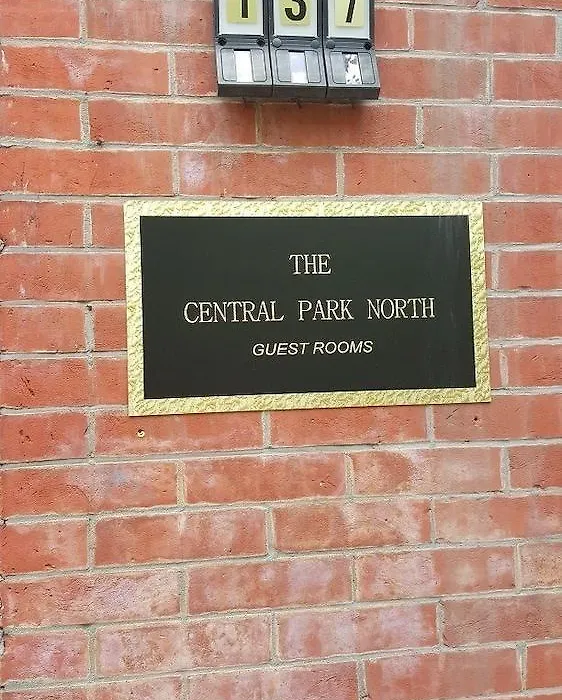 137
THE
CENTRAL PARK NORTH
GUEST ROOMS